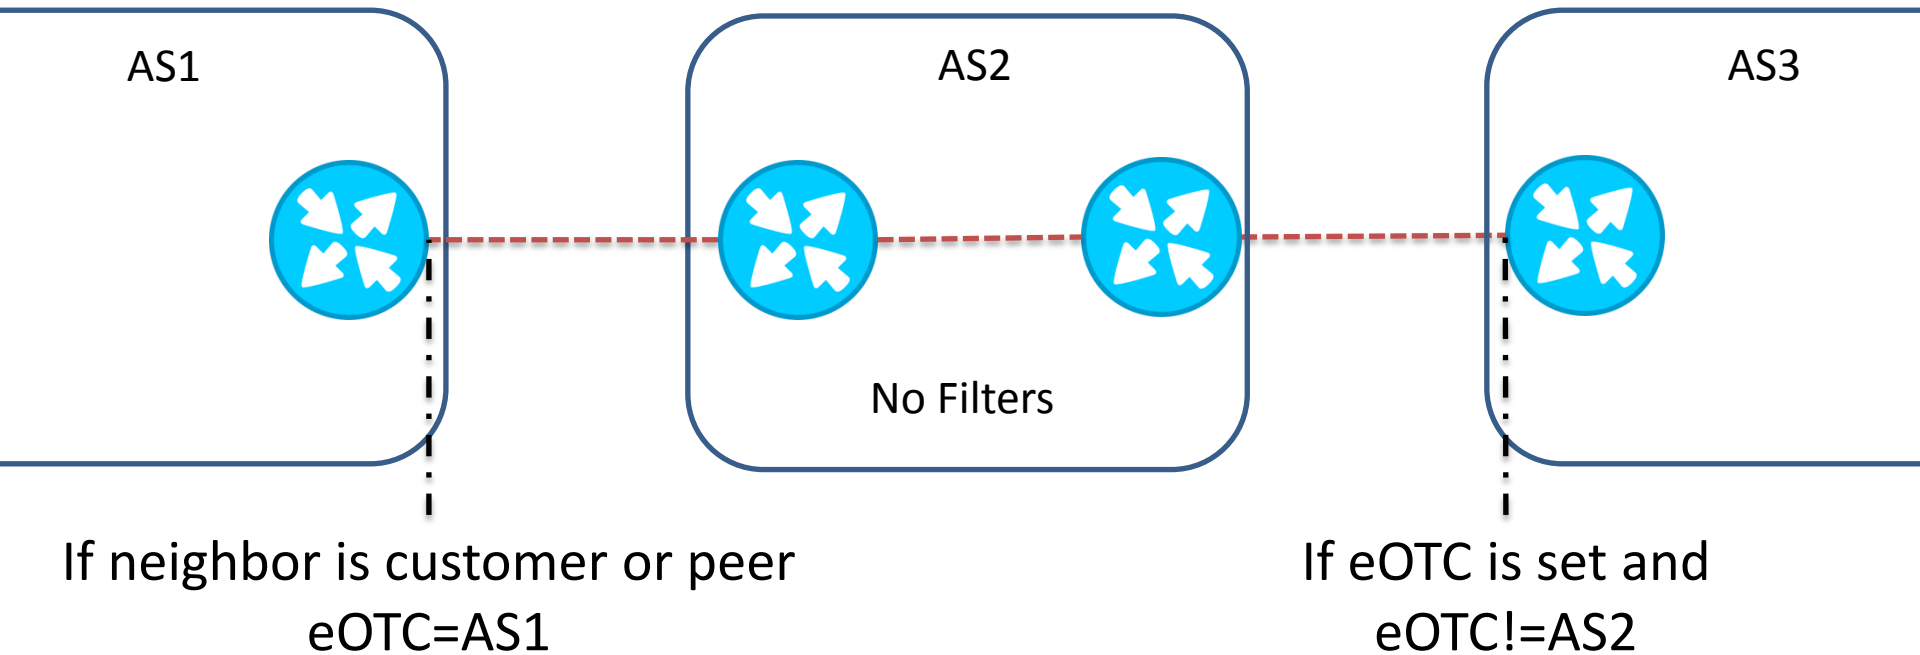 AS1
AS2
AS3
No Filters
If neighbor is customer or peer
eOTC=AS1
If eOTC is set and
eOTC!=AS2